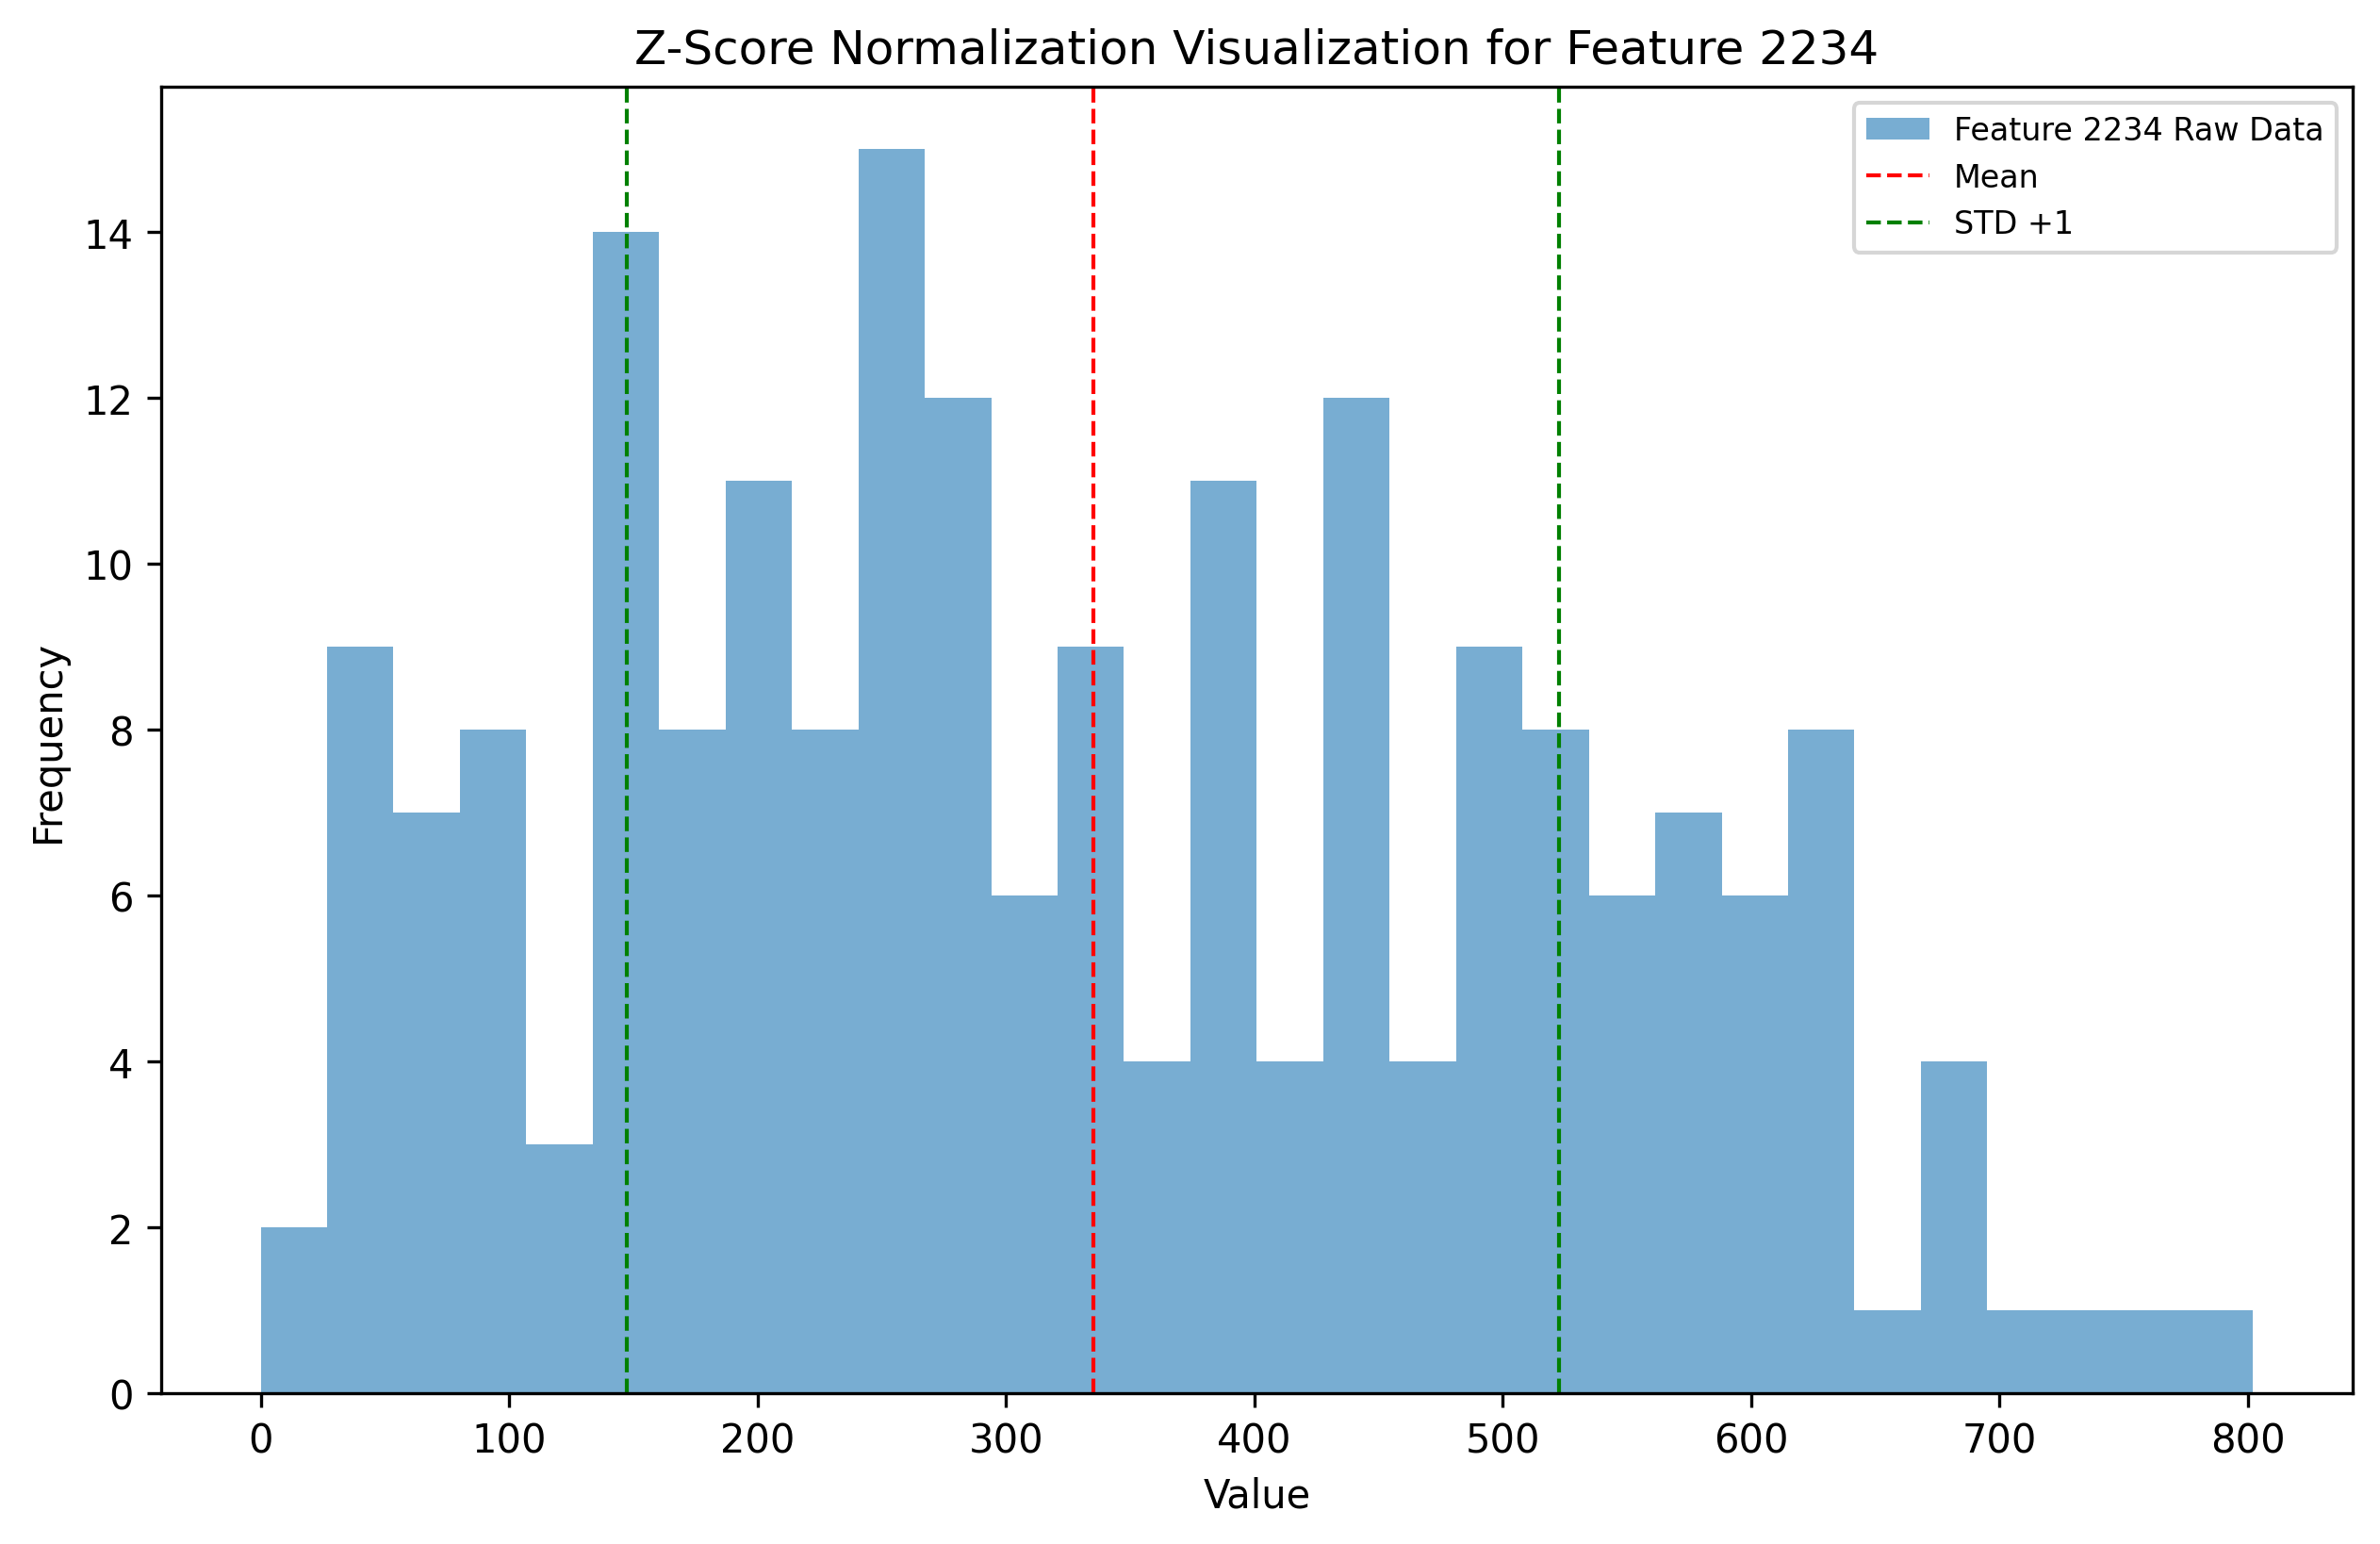 Z-Score Normalization Visualization for Feature 2234
Feature 2234 Raw Data
Mean
STD +1
Frequency
14
12
10
8
6
4
2
0
0 100 200 300 400 500 600 700 800
Value